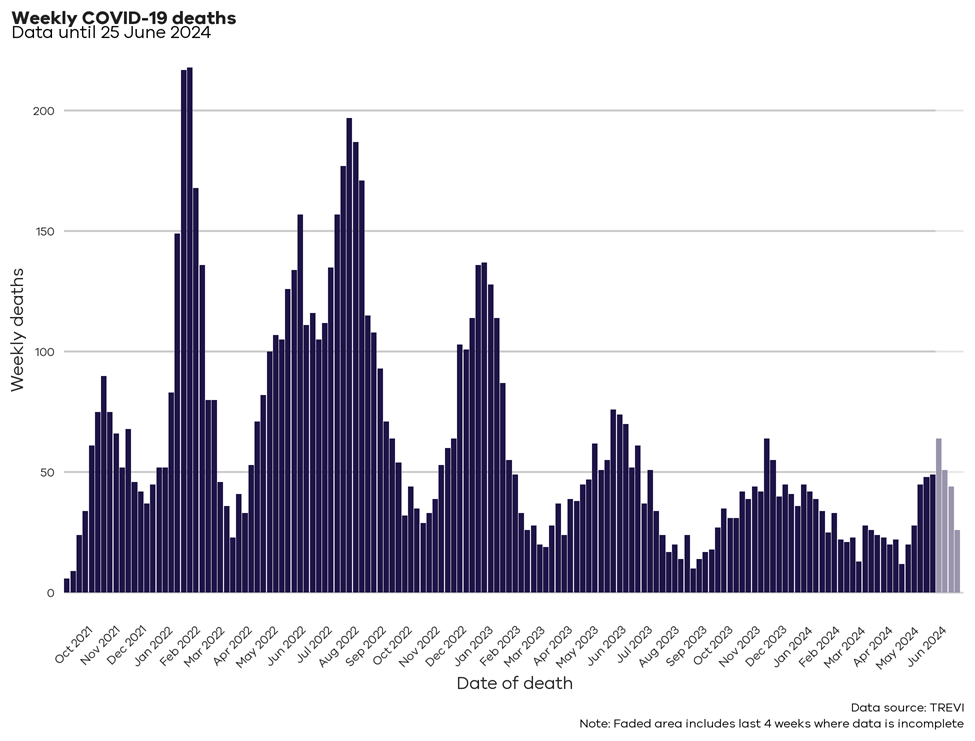 Weekly COVID-19 deaths
Data until 25 June 2024
Weekly deaths
200
150
100
50
0
Oct 2021
Nov 2021
Dec 2021
Jan 2022
Feb 2022
Mar 2022
Apr 2022
May 2022
Jun 2022
Jul 2022
Aug 2022
Sep 2022
Oct 2022
Nov 2022
Dec 2022
Jan 2023
Feb 2023
Mar 2023
Apr 2023
May 2023
Jun 2023
Jul 2023
Aug 2023
Sep 2023
Oct 2023
Nov 2023
Dec 2023
Jan 2024
Feb 2024
Mar 2024
Apr 2024
May 2024
Jun 2024
Date of death
Data source: TREVI
Note: Faded area includes last 4 weeks where data is incomplete